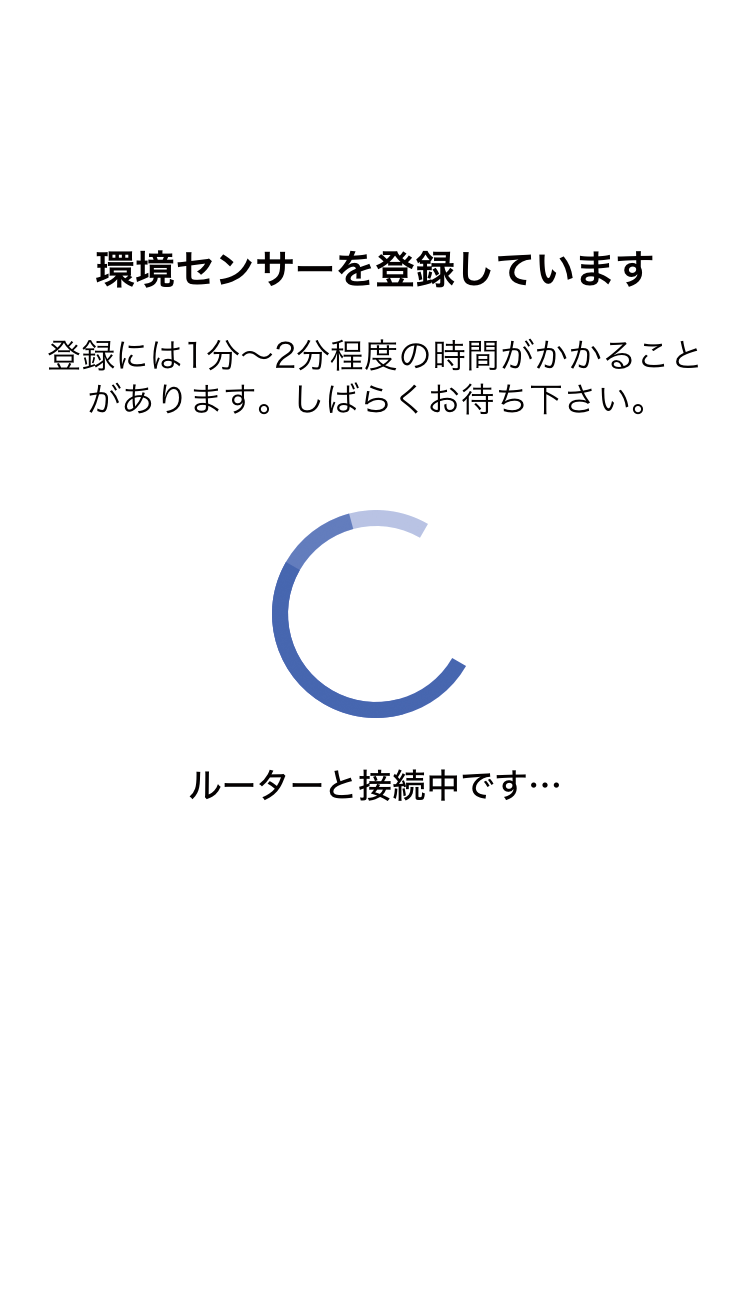 環境センサーを登録しています
登録には1分〜2分程度の時間がかかること
があります。しばらくお待ち下さい。
ルーターと接続中です…